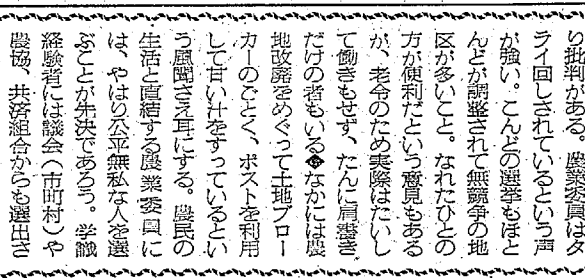 り批判がある。農業委員はタ
ライ回しされているという声
が強い。こんどの選挙もほと
んどが調整されて無競争の地
区が多いこと。なれたひとの
方が便利だという意見もある
が、老令のため実際はたいし
て働きもせず、たんに肩書き
だけの者もいる◆なかには農
地改廃をめぐって土地ブロー
カーのごとく、ポストを利用
して甘い汁をすっているとい
う風聞さえ耳にする。農民の
生活と直結する農業委員に
は、やはり公平無私な人を選
ぶことが先決であろう。学識
経験者には議会（市町村）や
農協、共済組合からも選出さ